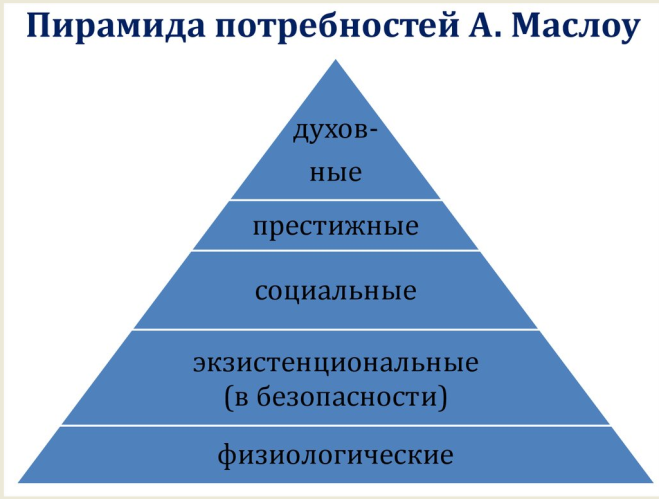 Пирамида потребностей А. Маслоу
духов-
ные
престижные
социальные
экзистенциональные
(в безопасности)
физиологические